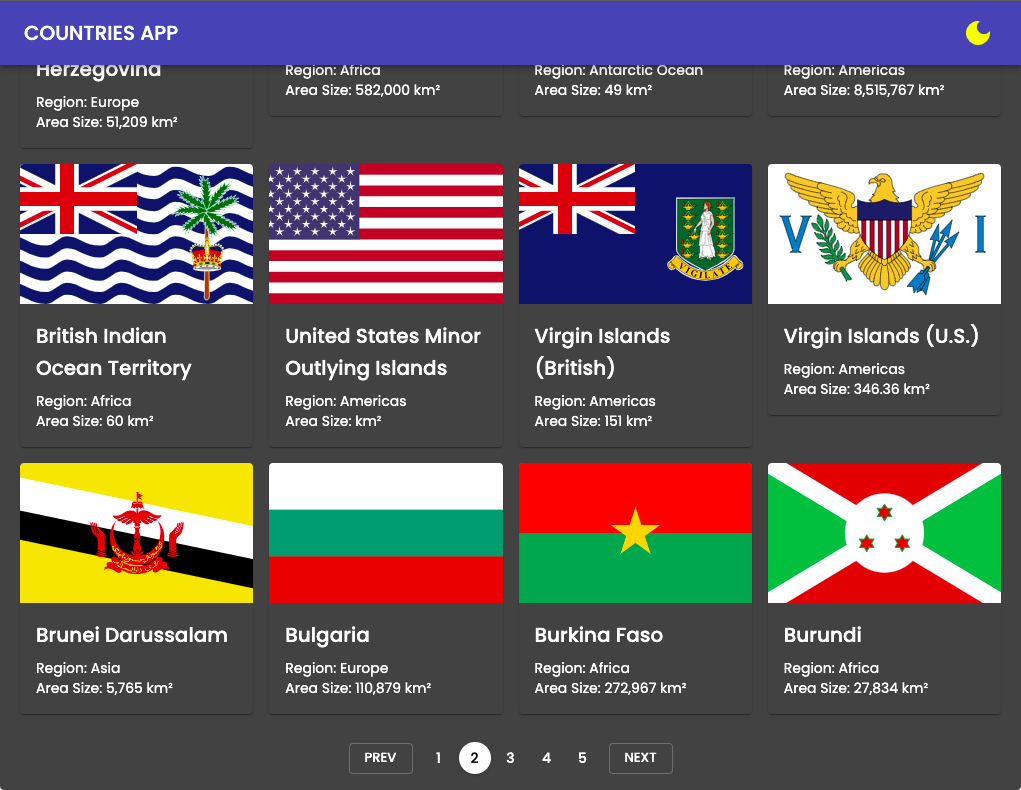 COUNTRIES APP
Herzegovina
Region: Europe
Area Size: 51,209 km²
Region: Africa
Area Size: 582,000 km²
Region: Antarctic Ocean
Area Size: 49 km²
Region: Americas
Area Size: 8,515,767 km²
British Indian
Ocean Territory
Region: Africa
Area Size: 60 km²
United States Minor
Outlying Islands
Region: Americas
Area Size: km²
VIGILATE
Virgin Islands
(British)
Region: Americas
Area Size: 151 km²
V I
Virgin Islands (U.S.)
Region: Americas
Area Size: 346.36 km²
Brunei Darussalam
Region: Asia
Area Size: 5,765 km²
Bulgaria
Region: Europe
Area Size: 110,879 km²
Burkina Faso
Region: Africa
Area Size: 272,967 km²
Burundi
Region: Africa
Area Size: 27,834 km²
PREV 1 2 3 4 5 NEXT